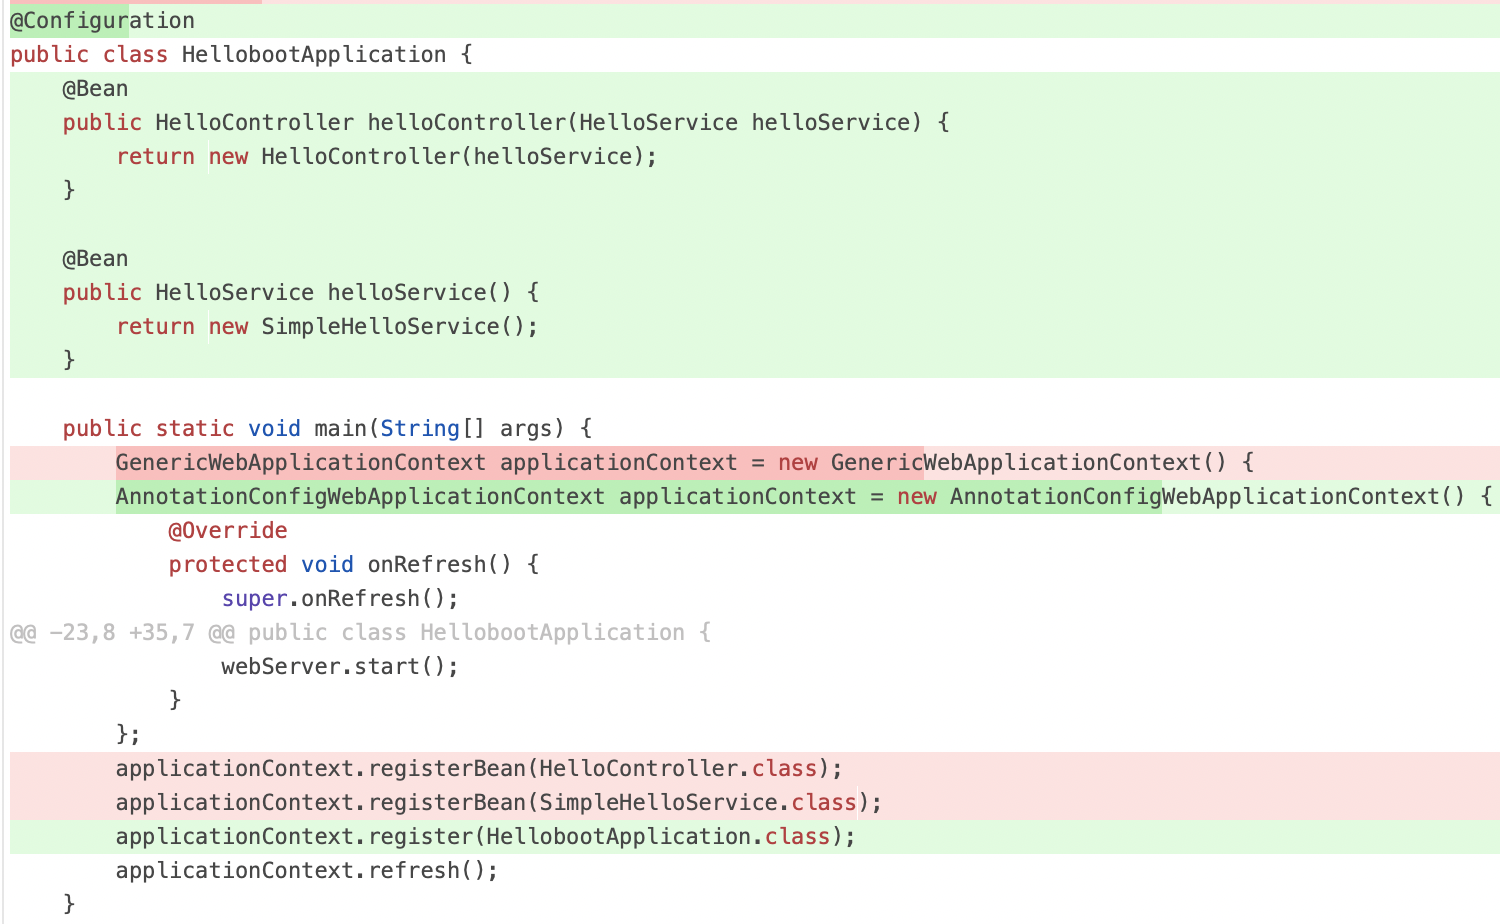 @Configuration
public class HellobootApplication {
    @Bean
    public HelloController helloController(HelloService helloService) {
        return new HelloController(helloService);
    }

    @Bean
    public HelloService helloService() {
        return new SimpleHelloService();
    }

    public static void main(String[] args) {
        GenericWebApplicationContext applicationContext = new GenericWebApplicationContext() {
        AnnotationConfigWebApplicationContext applicationContext = new AnnotationConfigWebApplicationContext() {
            @Override
            protected void onRefresh() {
                super.onRefresh();
@@ -23,8 +35,7 @@ public class HellobootApplication {
                webServer.start();
            }
        };
        applicationContext.registerBean(HelloController.class);
        applicationContext.registerBean(SimpleHelloService.class);
        applicationContext.register(HellobootApplication.class);
        applicationContext.refresh();
    }